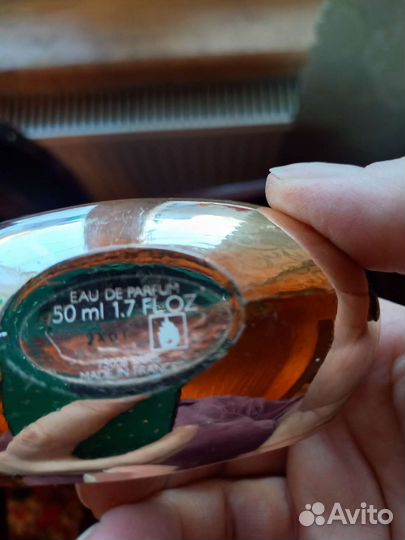 EAU DE PARFUM
50 ml 1.7 FL.OZ
MADE IN FRANCE
Avito